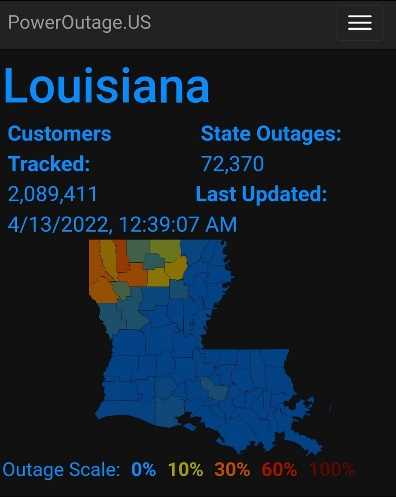 PowerOutage.US
Louisiana
Customers State Outages:
Tracked: 72,370
2,089,411 Last Updated:
4/13/2022, 12:39:07 AM
Outage Scale: 0% 10% 30% 60% 100%